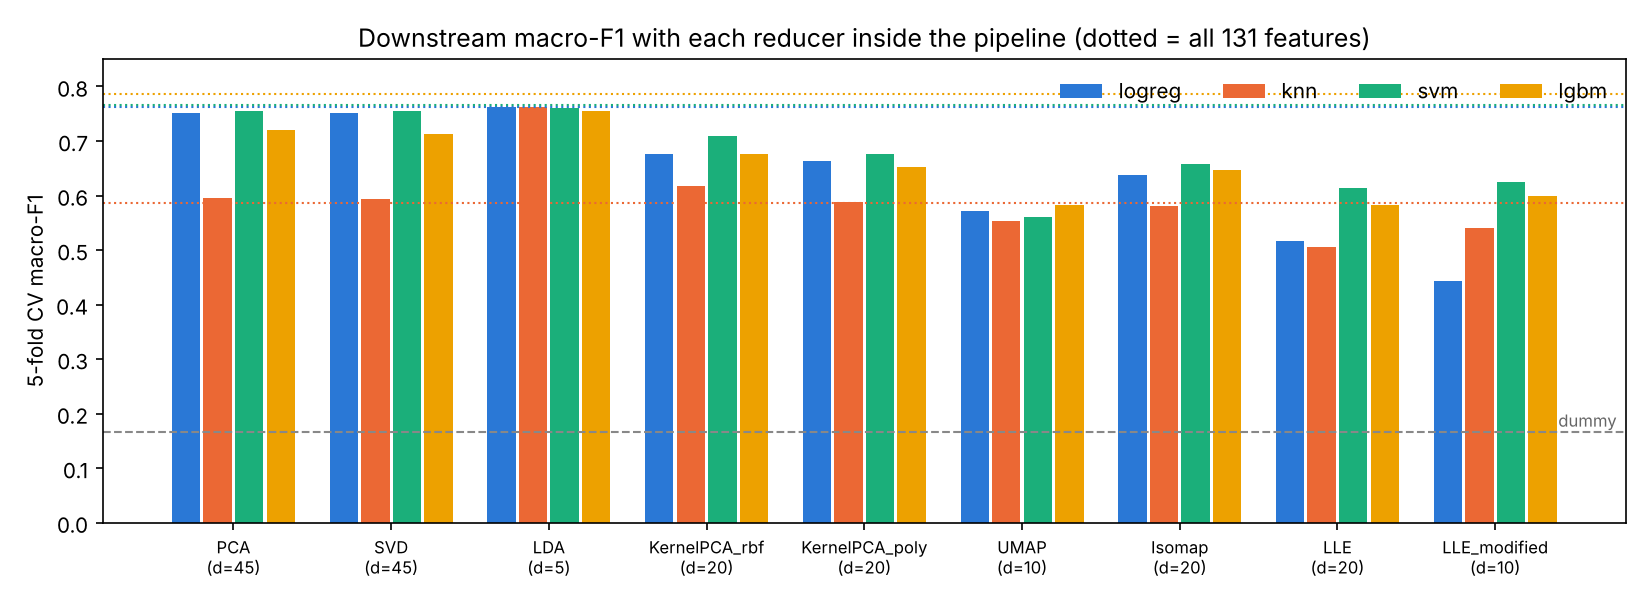 Downstream macro-F1 with each reducer inside the pipeline (dotted = all 131 features)
logreg knn svm lgbm
5-fold CV macro-F1
0.8
0.7
0.6
0.5
0.4
0.3
0.2
0.1
0.0
dummy
PCA SVD LDA KernelPCA_rbf KernelPCA_poly UMAP Isomap LLE LLE_modified
(d=45) (d=45) (d=5) (d=20) (d=20) (d=10) (d=20) (d=20) (d=10)